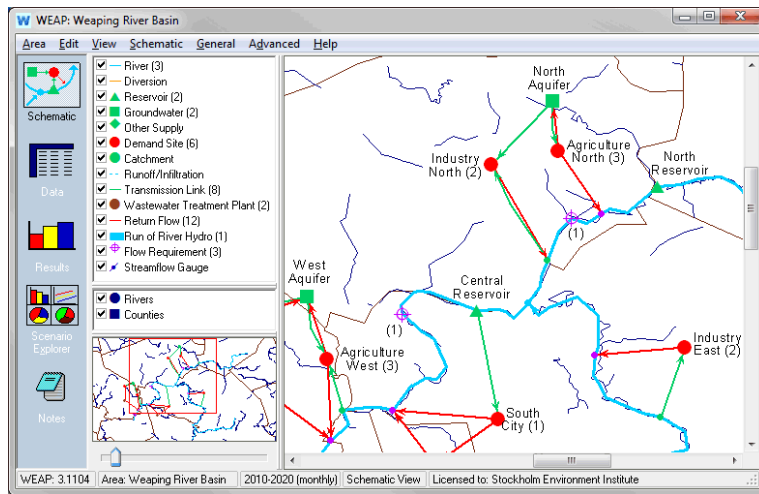 WEAP: Weaping River Basin
Area Edit View Schematic General Advanced Help
Schematic
Data
Results
Scenario
Explorer
Notes
River (3)
Diversion
Reservoir (2)
Groundwater (2)
Other Supply
Demand Site (6)
Catchment
Runoff/Infiltration
Transmission Link (8)
Wastewater Treatment Plant (2)
Return Flow (12)
Run of River Hydro (1)
Flow Requirement (3)
Streamflow Gauge
Rivers
Counties
North
Aquifer
Agriculture
North (3)
Industry
North (2)
North
Reservoir
(1)
West
Aquifer
Central
Reservoir
(1)
Agriculture
West (3)
Industry
East (2)
South
City (1)
WEAP: 3.1104 Area: Weaping River Basin 2010-2020 (monthly) Schematic View Licensed to: Stockholm Environment Institute